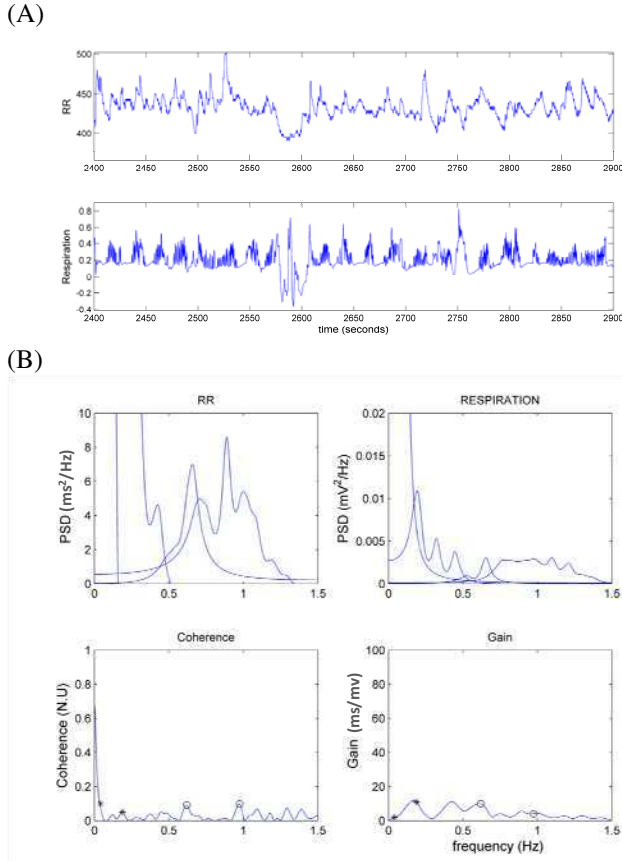 (A)
500
450
400
RR
2400 2450 2500 2550 2600 2650 2700 2750 2800 2850 2900
0.8
0.6
0.4
0.2
0
-0.2
-0.4
Respiration
2400 2450 2500 2550 2600 2650 2700 2750 2800 2850 2900
time (seconds)
(B)
RR
10
8
6
4
2
0
PSD (ms²/Hz)
0 0.5 1 1.5
RESPIRATION
0.02
0.015
0.01
0.005
0
PSD (mV²/Hz)
0 0.5 1 1.5
Coherence
1
0.8
0.6
0.4
0.2
0
Coherence (N.U)
0 0.5 1 1.5
Gain
100
80
60
40
20
0
Gain (ms/mv)
0 0.5 1 1.5
frequency (Hz)